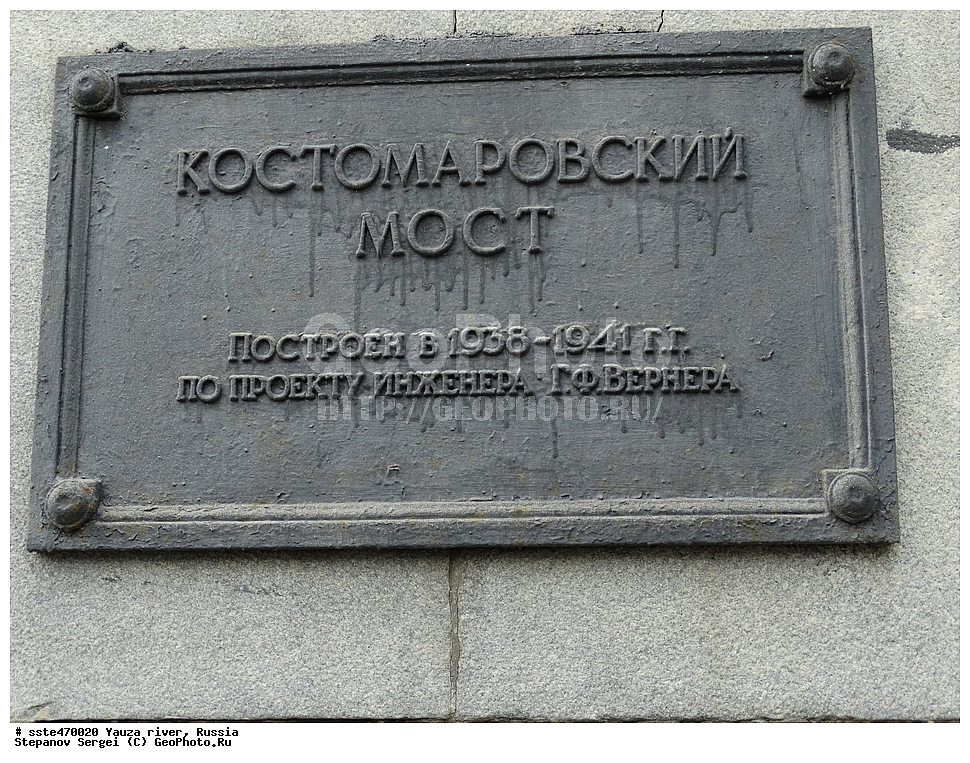 КОСТОМАРОВСКИЙ
МОСТ
ПОСТРОЕН В 1938-1941 Г.Г.
ПО ПРОЕКТУ ИНЖЕНЕРА Г.Ф.ВЕРНЕРА
GeoPhoto
HTTP://GEOPHOTO.RU/
# sste470020 Yauza river, Russia
Stepanov Sergei (C) GeoPhoto.Ru